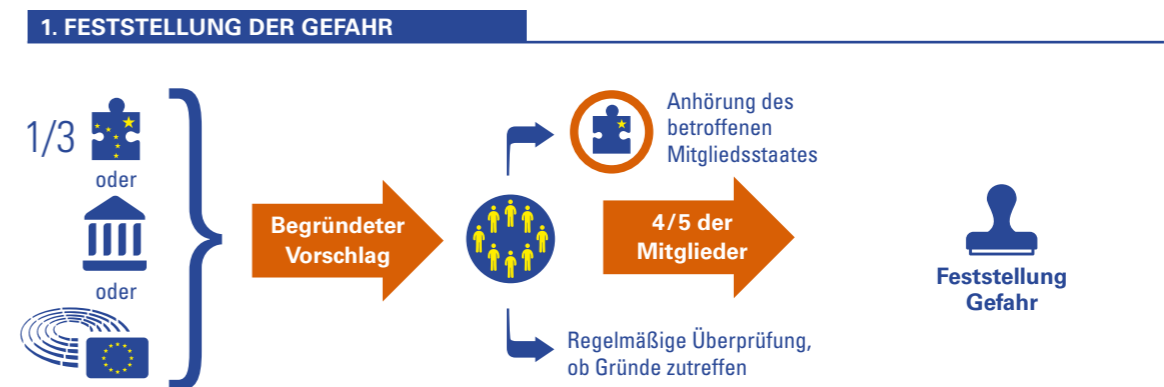 1. FESTSTELLUNG DER GEFAHR
1/3
oder
oder
Begründeter
Vorschlag
Anhörung des
betroffenen
Mitgliedsstaates
4/5 der
Mitglieder
Regelmäßige Überprüfung,
ob Gründe zutreffen
Feststellung
Gefahr